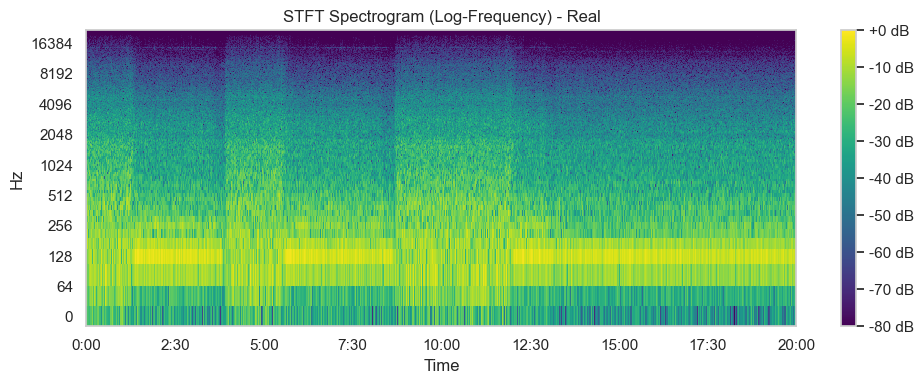 STFT Spectrogram (Log-Frequency) - Real
Hz
16384
8192
4096
2048
1024
512
256
128
64
0
0:00 2:30 5:00 7:30 10:00 12:30 15:00 17:30 20:00
Time
+0 dB
-10 dB
-20 dB
-30 dB
-40 dB
-50 dB
-60 dB
-70 dB
-80 dB